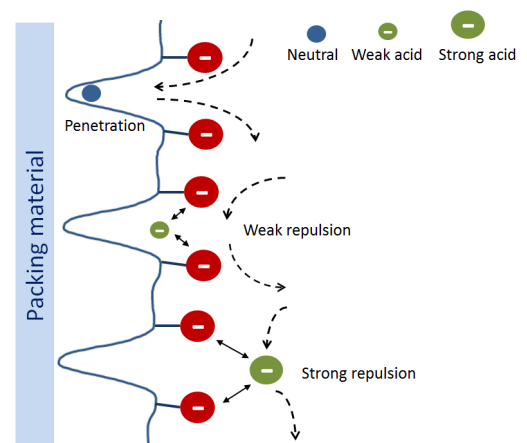 Neutral
Weak acid
Strong acid
Penetration
Weak repulsion
Strong repulsion
Packing material